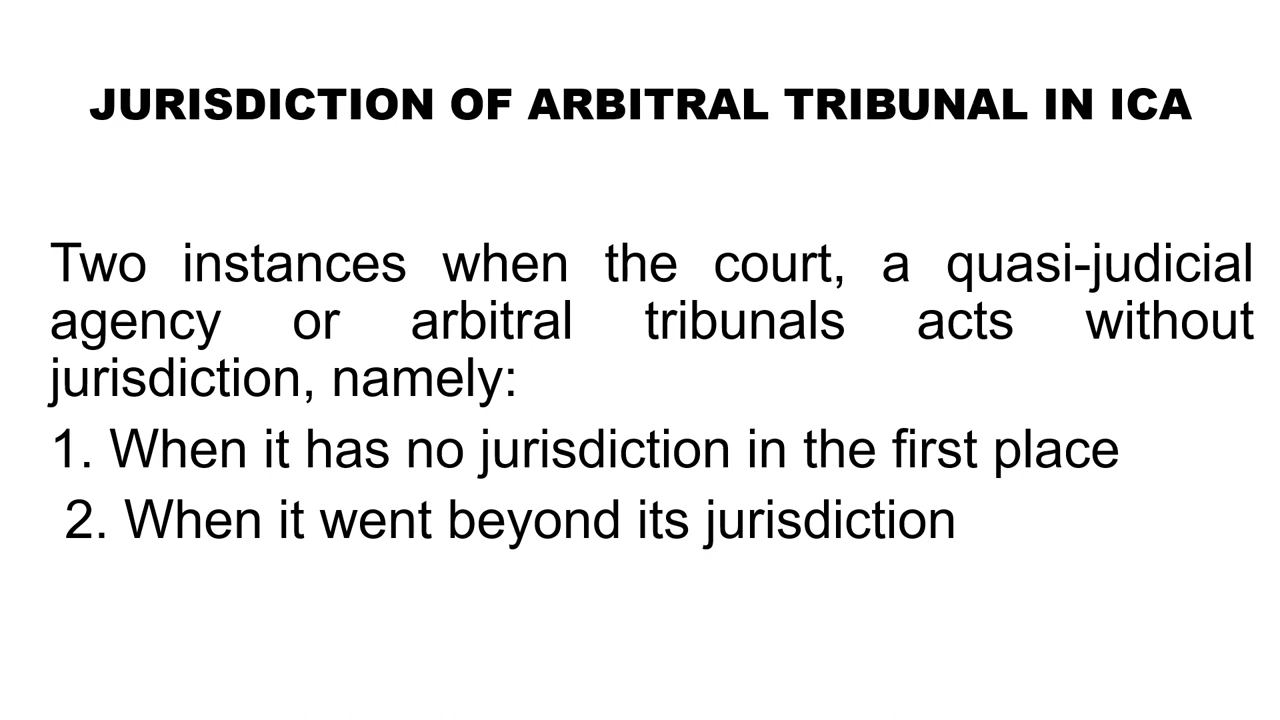 JURISDICTION OF ARBITRAL TRIBUNAL IN ICA
Two instances when the court, a quasi-judicial
agency or arbitral tribunals acts without
jurisdiction, namely:
1. When it has no jurisdiction in the first place
2. When it went beyond its jurisdiction